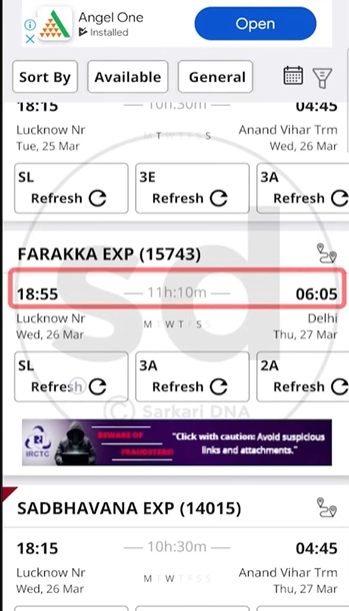 Angel One
Installed
Open
Sort By
Available
General
18:15 — 10h:30m — 04:45
Lucknow Nr Anand Vihar Trm
Tue, 25 Mar T S Wed, 26 Mar
SL 3E 3A
Refresh Refresh Refresh
FARAKKA EXP (15743)
18:55 — 11h:10m — 06:05
Lucknow Nr Delhi
Wed, 26 Mar M T W T F S S Thu, 27 Mar
SL 3A 2A
Refresh Refresh Refresh
sd
© Sarkari DNA
IRCTC
BEWARE OF
FRAUDSTERS!
"Click with caution: Avoid suspicious
links and attachments."
SADBHAVANA EXP (14015)
18:15 — 10h:30m — 04:45
Lucknow Nr Anand Vihar Trm
Wed, 26 Mar M T W T F S S Thu, 27 Mar